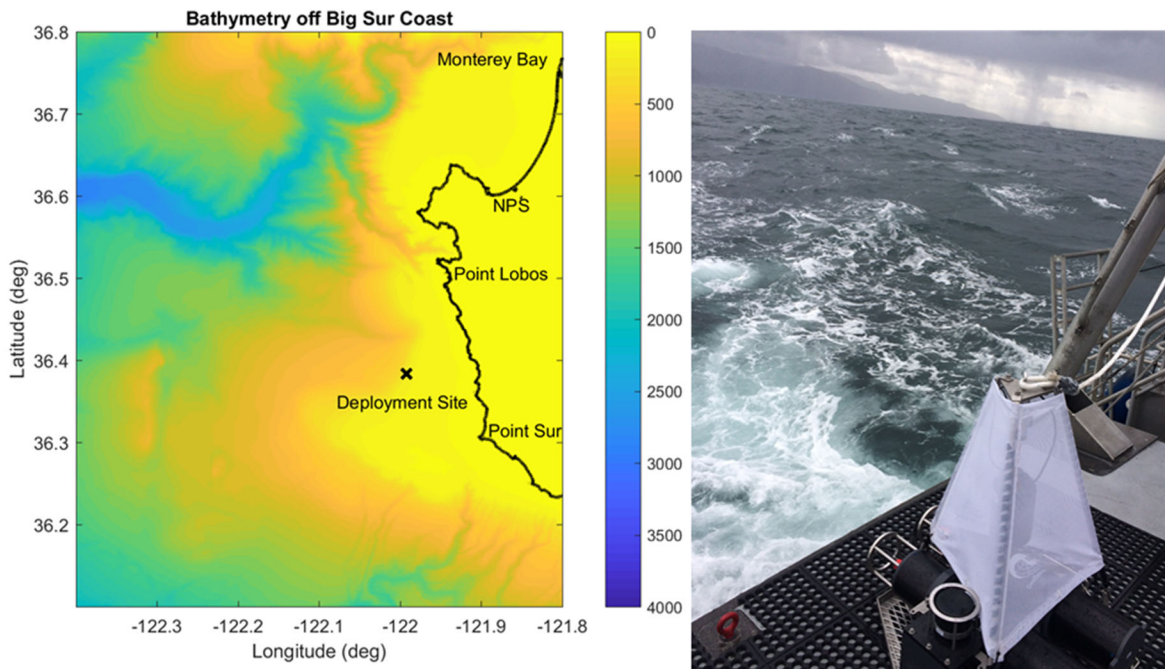 Bathymetry off Big Sur Coast
36.8
36.7
36.6
36.5
36.4
36.3
36.2
Latitude (deg)
Monterey Bay
NPS
Point Lobos
Deployment Site
Point Sur
-122.3
-122.2
-122.1
-122
-121.9
-121.8
Longitude (deg)
0
500
1000
1500
2000
2500
3000
3500
4000